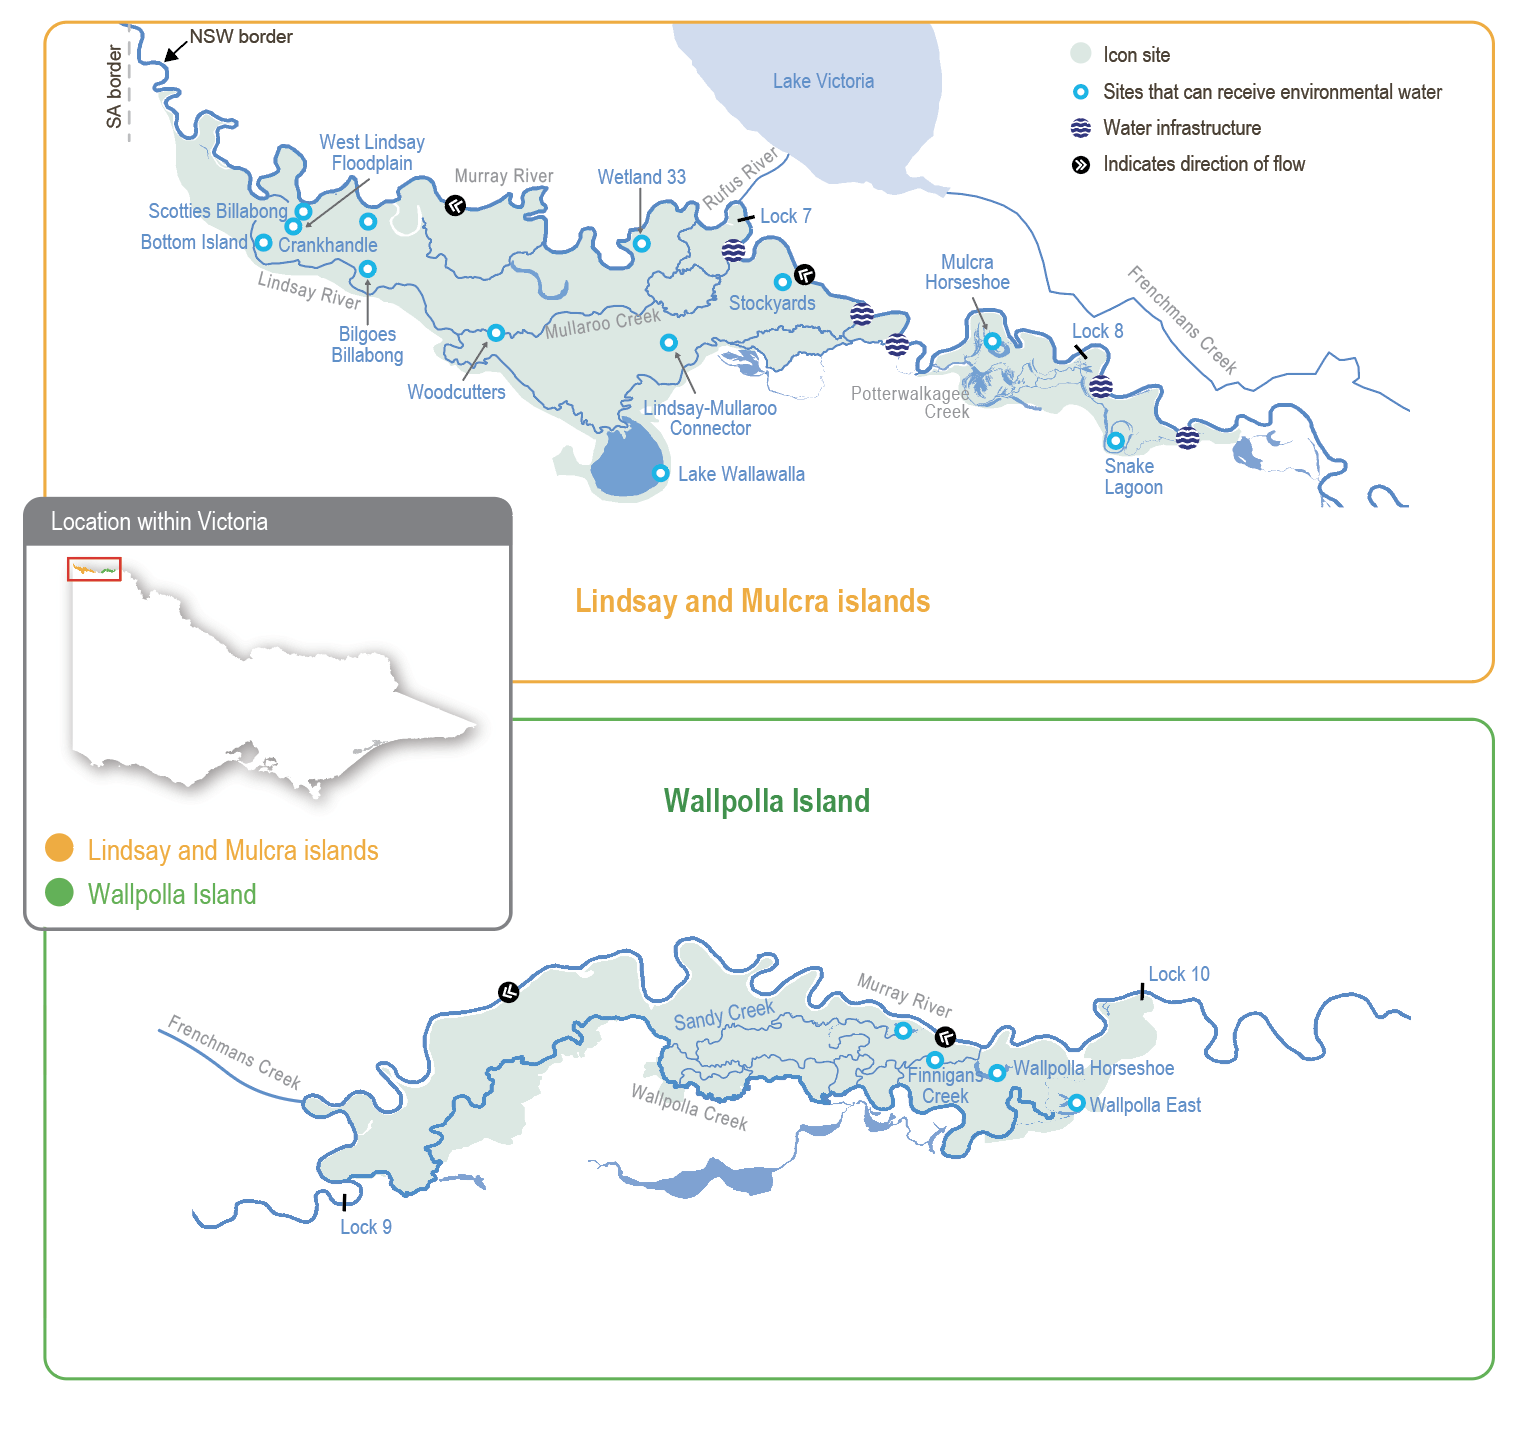 NSW border
SA border
Lake Victoria
Icon site
Sites that can receive environmental water
Water infrastructure
Indicates direction of flow
West Lindsay
Floodplain
Murray River
Wetland 33
Rufus River
Lock 7
Scotties Billabong
Bottom Island
Crankhandle
Lindsay River
Bilgoes
Billabong
Mullaroo Creek
Stockyards
Mulcra
Horseshoe
Frenchmans Creek
Lock 8
Woodcutters
Lindsay-Mullaroo
Connector
Potterwalkagee
Creek
Lake Wallawalla
Snake
Lagoon
Location within Victoria
Lindsay and Mulcra islands
Wallpolla Island
Lindsay and Mulcra islands
Wallpolla Island
Lock 10
Murray River
Sandy Creek
Frenchmans Creek
Finnigans
Creek
Wallpolla Horseshoe
Wallpolla Creek
Wallpolla East
Lock 9